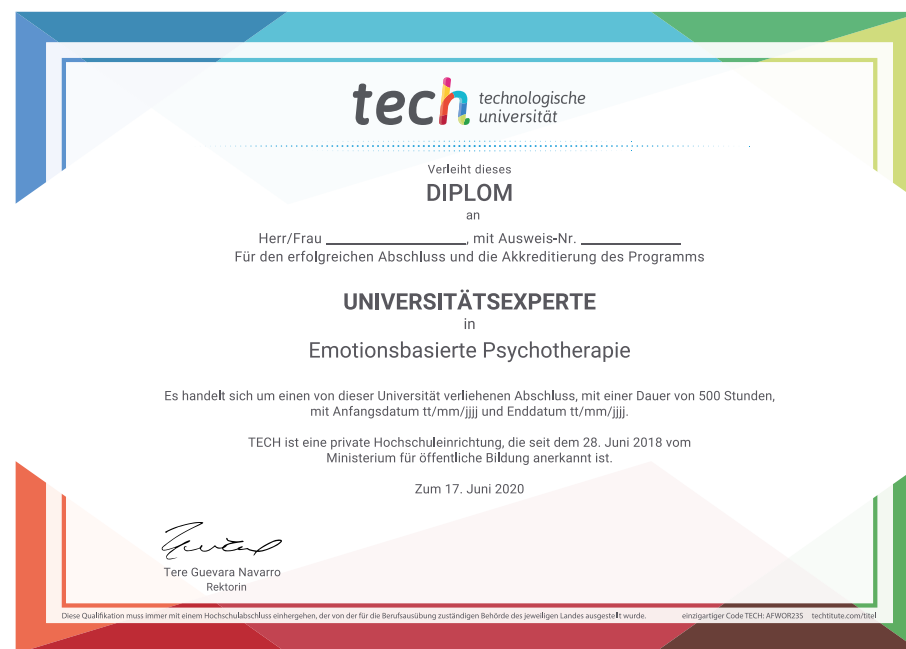 tech technologische
universität
Verleiht dieses
DIPLOM
an
Herr/Frau ____________________, mit Ausweis-Nr. ______________
Für den erfolgreichen Abschluss und die Akkreditierung des Programms
UNIVERSITÄTSEXPERTE
in
Emotionsbasierte Psychotherapie
Es handelt sich um einen von dieser Universität verliehenen Abschluss, mit einer Dauer von 500 Stunden,
mit Anfangsdatum tt/mm/jjjj und Enddatum tt/mm/jjjj.
TECH ist eine private Hochschuleinrichtung, die seit dem 28. Juni 2018 vom
Ministerium für öffentliche Bildung anerkannt ist.
Zum 17. Juni 2020
Tere Guevara Navarro
Rektorin
Diese Qualifikation muss immer mit einem Hochschulabschluss einhergehen, der von der für die Berufsausübung zuständigen Behörde des jeweiligen Landes ausgestellt wurde. einzigartiger Code TECH: AFWOR235 techtitute.com/titel